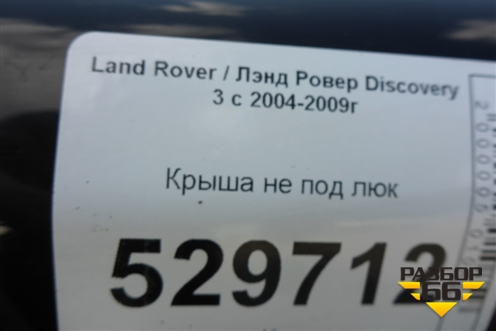 Land Rover / Лэнд Ровер Discovery
3 с 2004-2009г
Крыша не под люк
529712
РАЗБОР
66